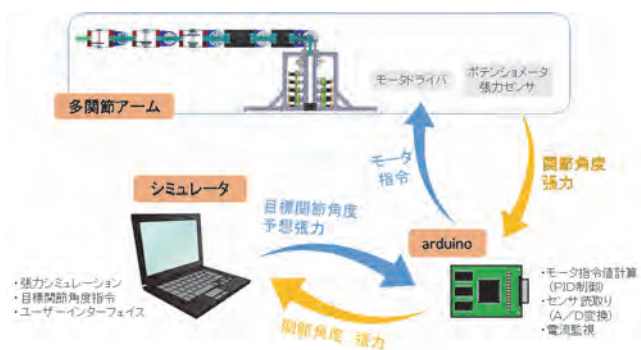 多関節アーム
モータドライバ
ポテンショメータ
張力センサ
モータ
指令
関節角度
張力
シミュレータ
目標関節角度
予想張力
arduino
・張力シミュレーション
・目標関節角度指令
・ユーザーインターフェイス
関節角度 張力
・モータ指令値計算
(PID制御)
・センサ読取り
(A/D変換)
・電流監視